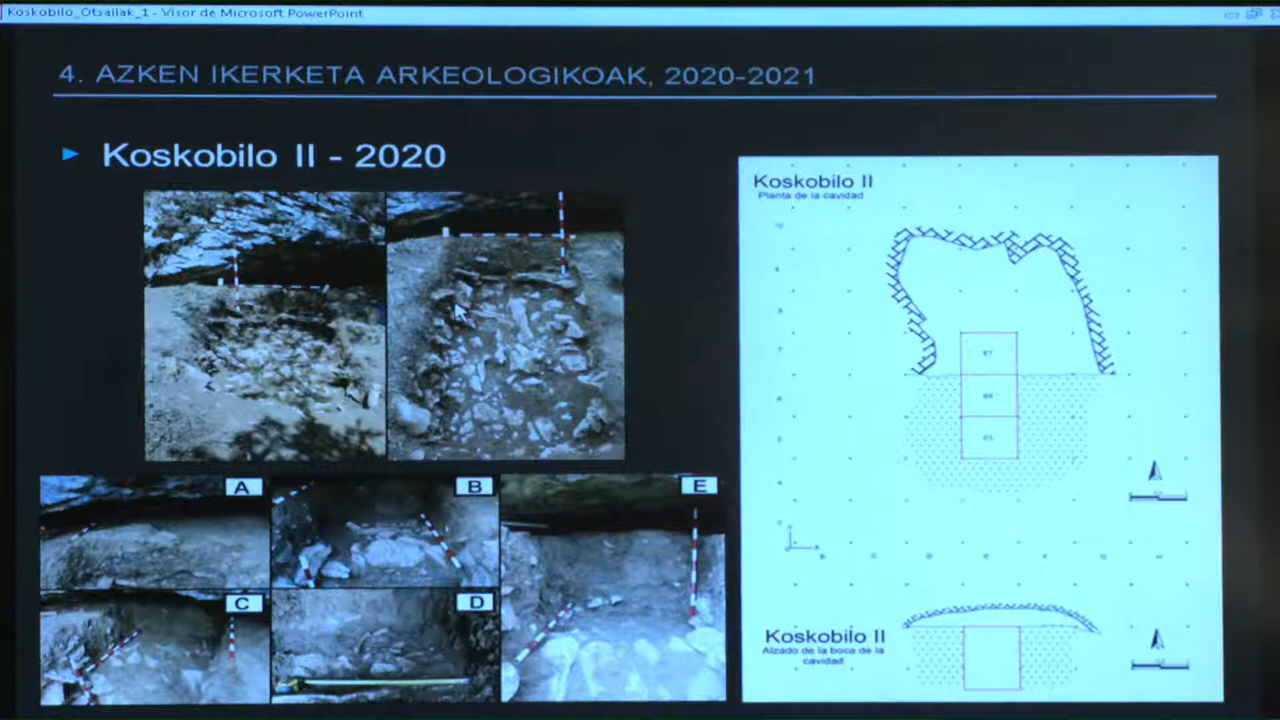 Koskobilo_Otsailak_1 - Visor de Microsoft PowerPoint
4. AZKEN IKERKETA ARKEOLOGIKOAK, 2020-2021
Koskobilo II - 2020
A
B
E
C
D
Koskobilo II
Planta de la cavidad
Koskobilo II
Alzado de la boca de la
cavidad